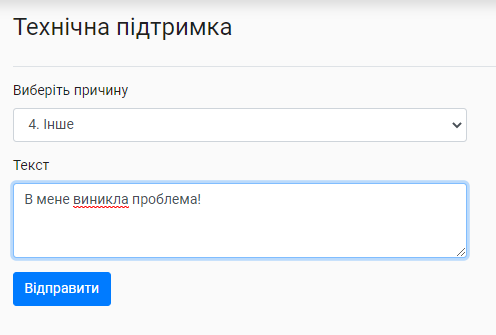 Технічна підтримка
Виберіть причину
4. Інше
Текст
В мене виникла проблема!
Відправити